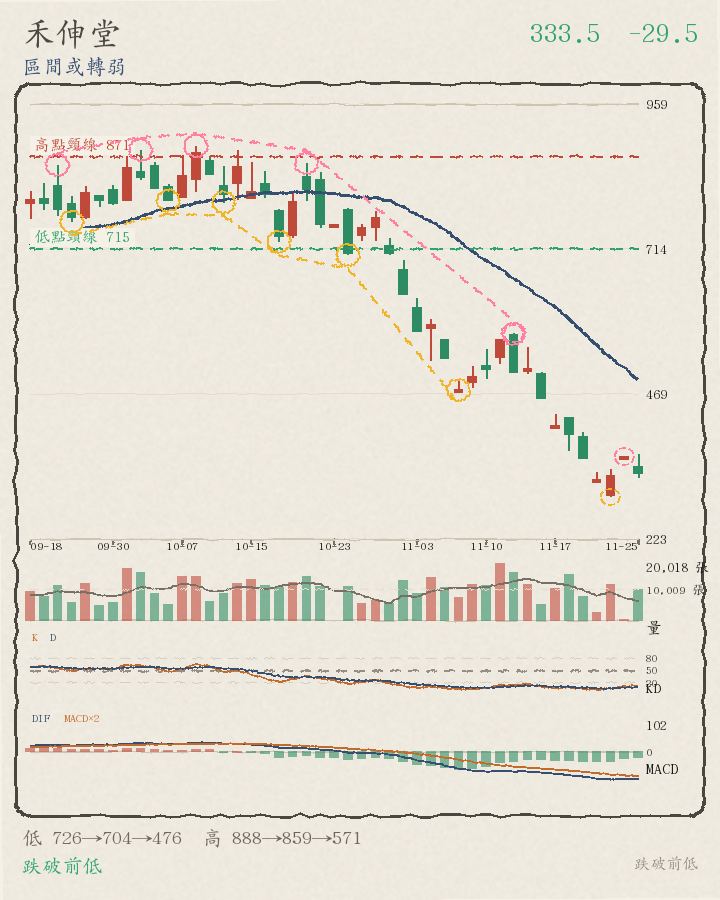 禾伸堂
333.5 -29.5
區間或轉弱
959
高點頸線 871
低點頸線 715
714
469
223
09-18 09-30 10-07 10-15 10-23 11-03 11-10 11-17 11-25
20,018 張
10,009 張
量
K D
80
50
20
KD
DIF MACD×2
102
0
MACD
低 726→704→476 高 888→859→571
跌破前低
跌破前低